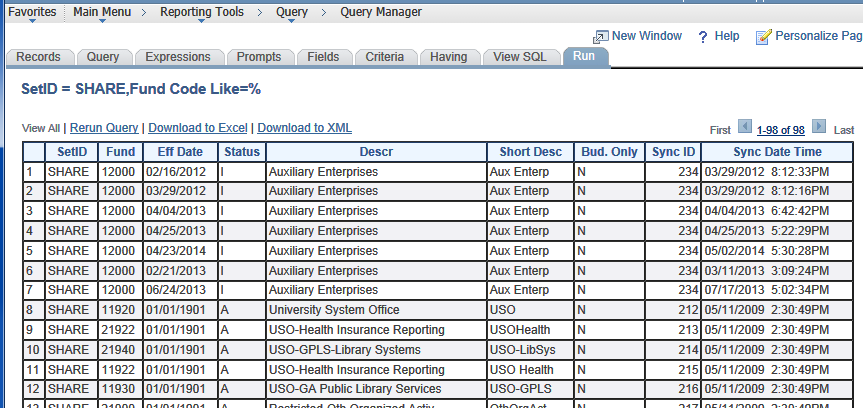 Favorites Main Menu > Reporting Tools > Query > Query Manager
New Window ? Help Personalize Pag
Records Query Expressions Prompts Fields Criteria Having View SQL Run
SetID = SHARE,Fund Code Like=%
View All | Rerun Query | Download to Excel | Download to XML First 1-98 of 98 Last
SetID Fund Eff Date Status Descr Short Desc Bud. Only Sync ID Sync Date Time
1 SHARE 12000 02/16/2012 I Auxiliary Enterprises Aux Enterp N 234 03/29/2012 8:12:33PM
2 SHARE 12000 03/29/2012 I Auxiliary Enterprises Aux Enterp N 234 03/29/2012 8:12:16PM
3 SHARE 12000 04/04/2013 I Auxiliary Enterprises Aux Enterp N 234 04/04/2013 6:42:42PM
4 SHARE 12000 04/25/2013 I Auxiliary Enterprises Aux Enterp N 234 04/25/2013 5:22:29PM
5 SHARE 12000 04/23/2014 I Auxiliary Enterprises Aux Enterp N 234 05/02/2014 5:30:28PM
6 SHARE 12000 02/21/2013 I Auxiliary Enterprises Aux Enterp N 234 03/11/2013 3:09:24PM
7 SHARE 12000 06/24/2013 I Auxiliary Enterprises Aux Enterp N 234 07/17/2013 5:02:34PM
8 SHARE 11920 01/01/1901 A University System Office USO N 212 05/11/2009 2:30:49PM
9 SHARE 21922 01/01/1901 A USO-Health Insurance Reporting USOHealth N 213 05/11/2009 2:30:49PM
10 SHARE 21940 01/01/1901 A USO-GPLS-Library Systems USO-LibSys N 214 05/11/2009 2:30:49PM
11 SHARE 11922 01/01/1901 A USO-Health Insurance Reporting USO Health N 215 05/11/2009 2:30:49PM
12 SHARE 11930 01/01/1901 A USO-GA Public Library Services USO-GPLS N 216 05/11/2009 2:30:49PM
13 SHARE 01/01/1901 A Restricted Oth Organized Activ OthOrgAct N 217 05/11/2009 2:30:49PM